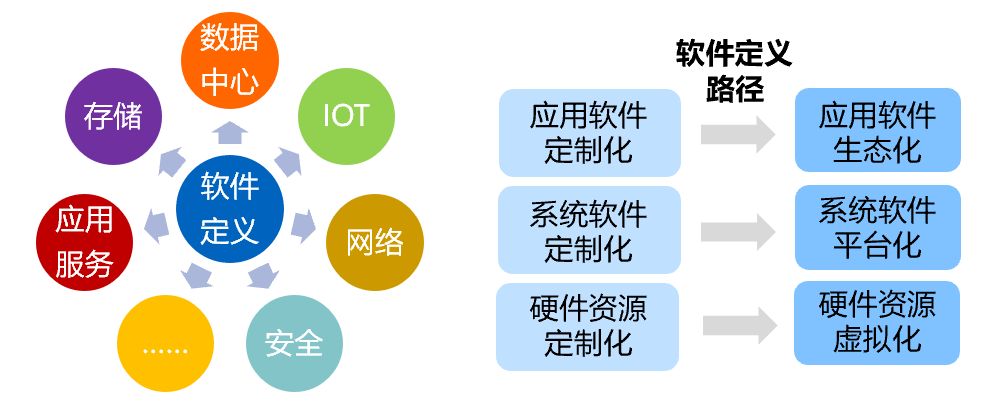 数据
中心
IOT
网络
安全
......
应用
服务
存储
软件
定义
软件定义
路径
应用软件
定制化
应用软件
生态化
系统软件
定制化
系统软件
平台化
硬件资源
定制化
硬件资源
虚拟化